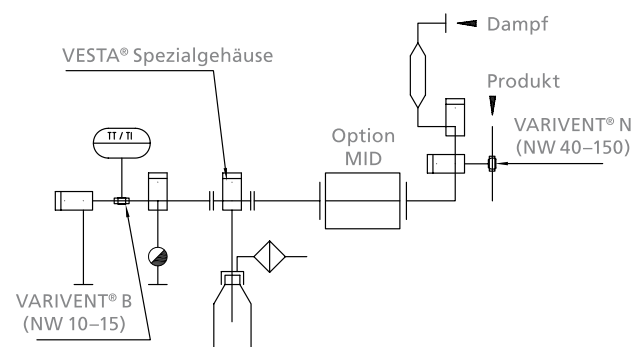 Dampf
VESTA® Spezialgehäuse
Produkt
TT / TI
Option
MID
VARIVENT® N
(NW 40–150)
VARIVENT® B
(NW 10–15)